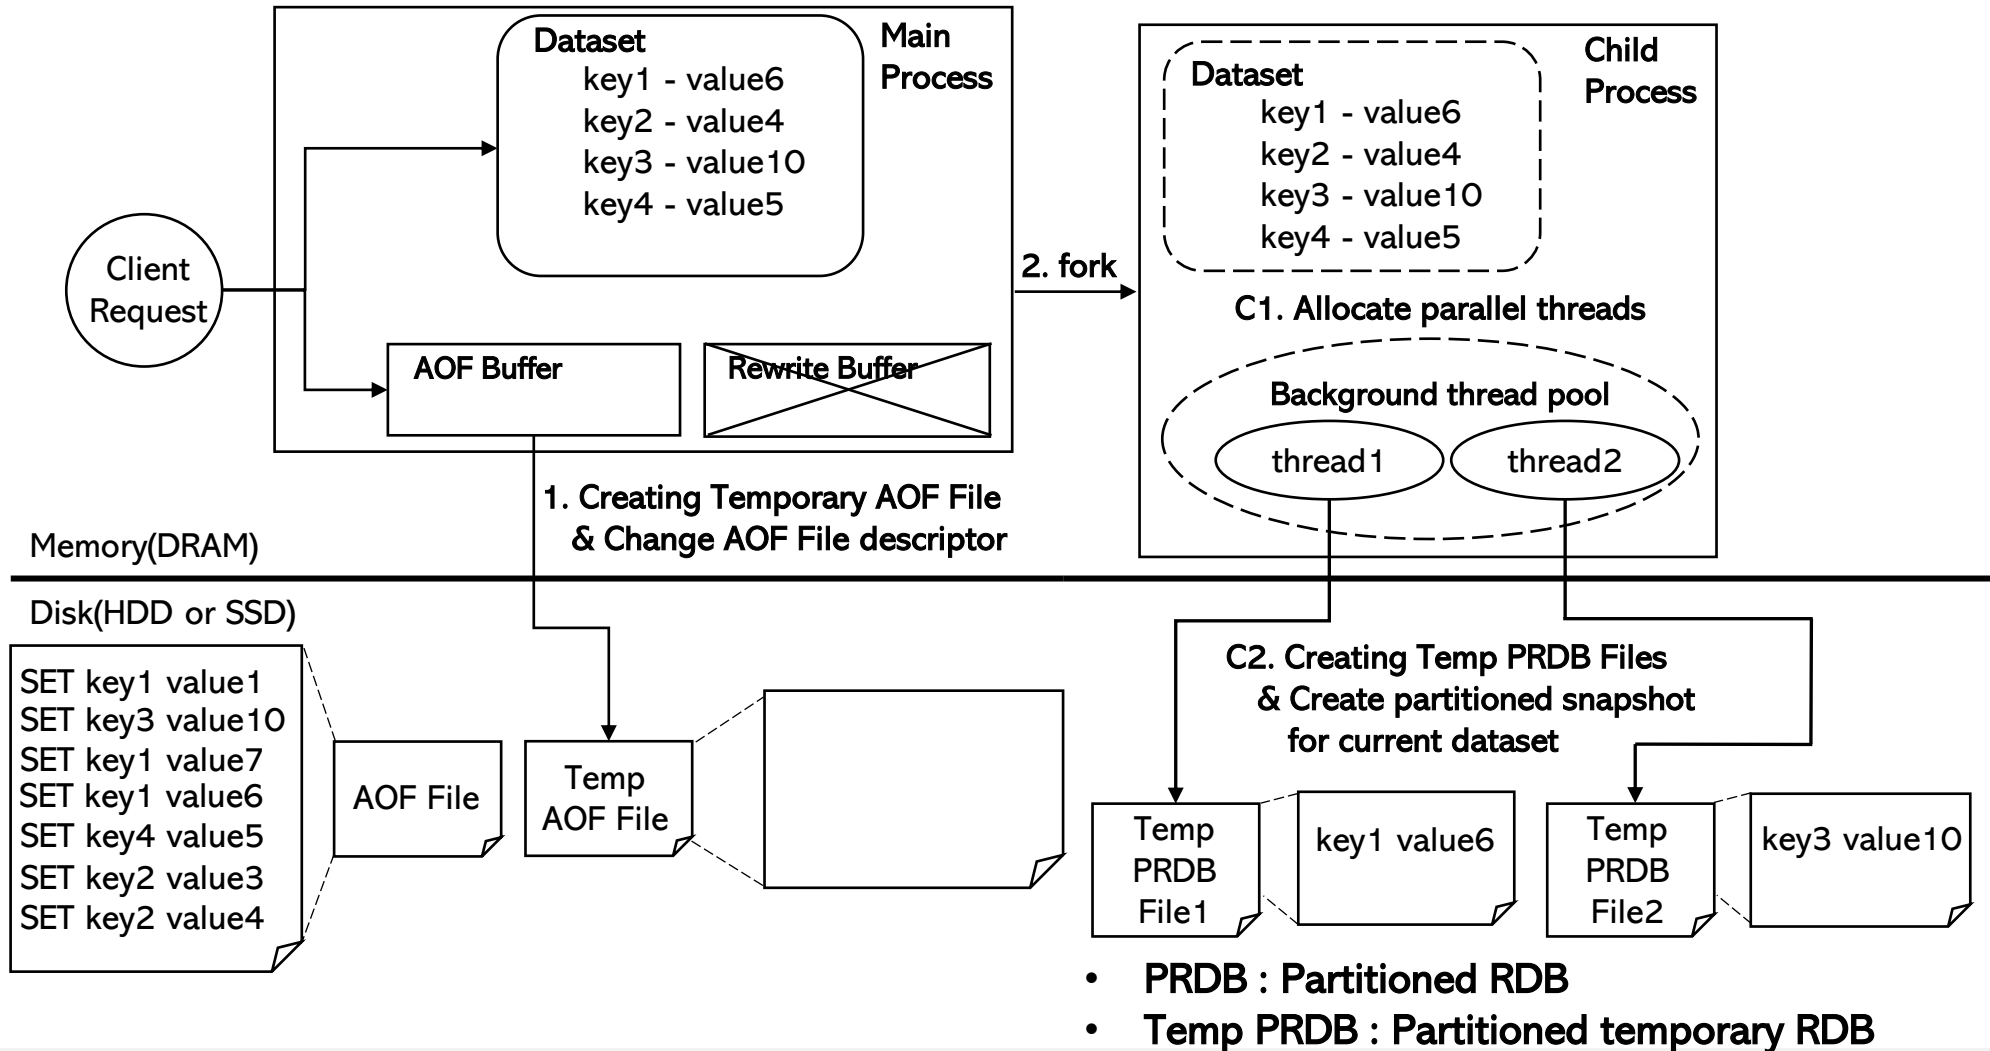 Dataset
key1 - value6
key2 - value4
key3 - value10
key4 - value5
Main
Process
Client
Request
AOF Buffer
Rewrite Buffer
2. fork
Child
Process
Dataset
key1 - value6
key2 - value4
key3 - value10
key4 - value5
C1. Allocate parallel threads
Background thread pool
thread1
thread2
1. Creating Temporary AOF File
& Change AOF File descriptor
Memory(DRAM)
Disk(HDD or SSD)
SET key1 value1
SET key3 value10
SET key1 value7
SET key1 value6
SET key4 value5
SET key2 value3
SET key2 value4
AOF File
Temp
AOF File
C2. Creating Temp PRDB Files
& Create partitioned snapshot
for current dataset
Temp
PRDB
File1
key1 value6
Temp
PRDB
File2
key3 value10
• PRDB : Partitioned RDB
• Temp PRDB : Partitioned temporary RDB